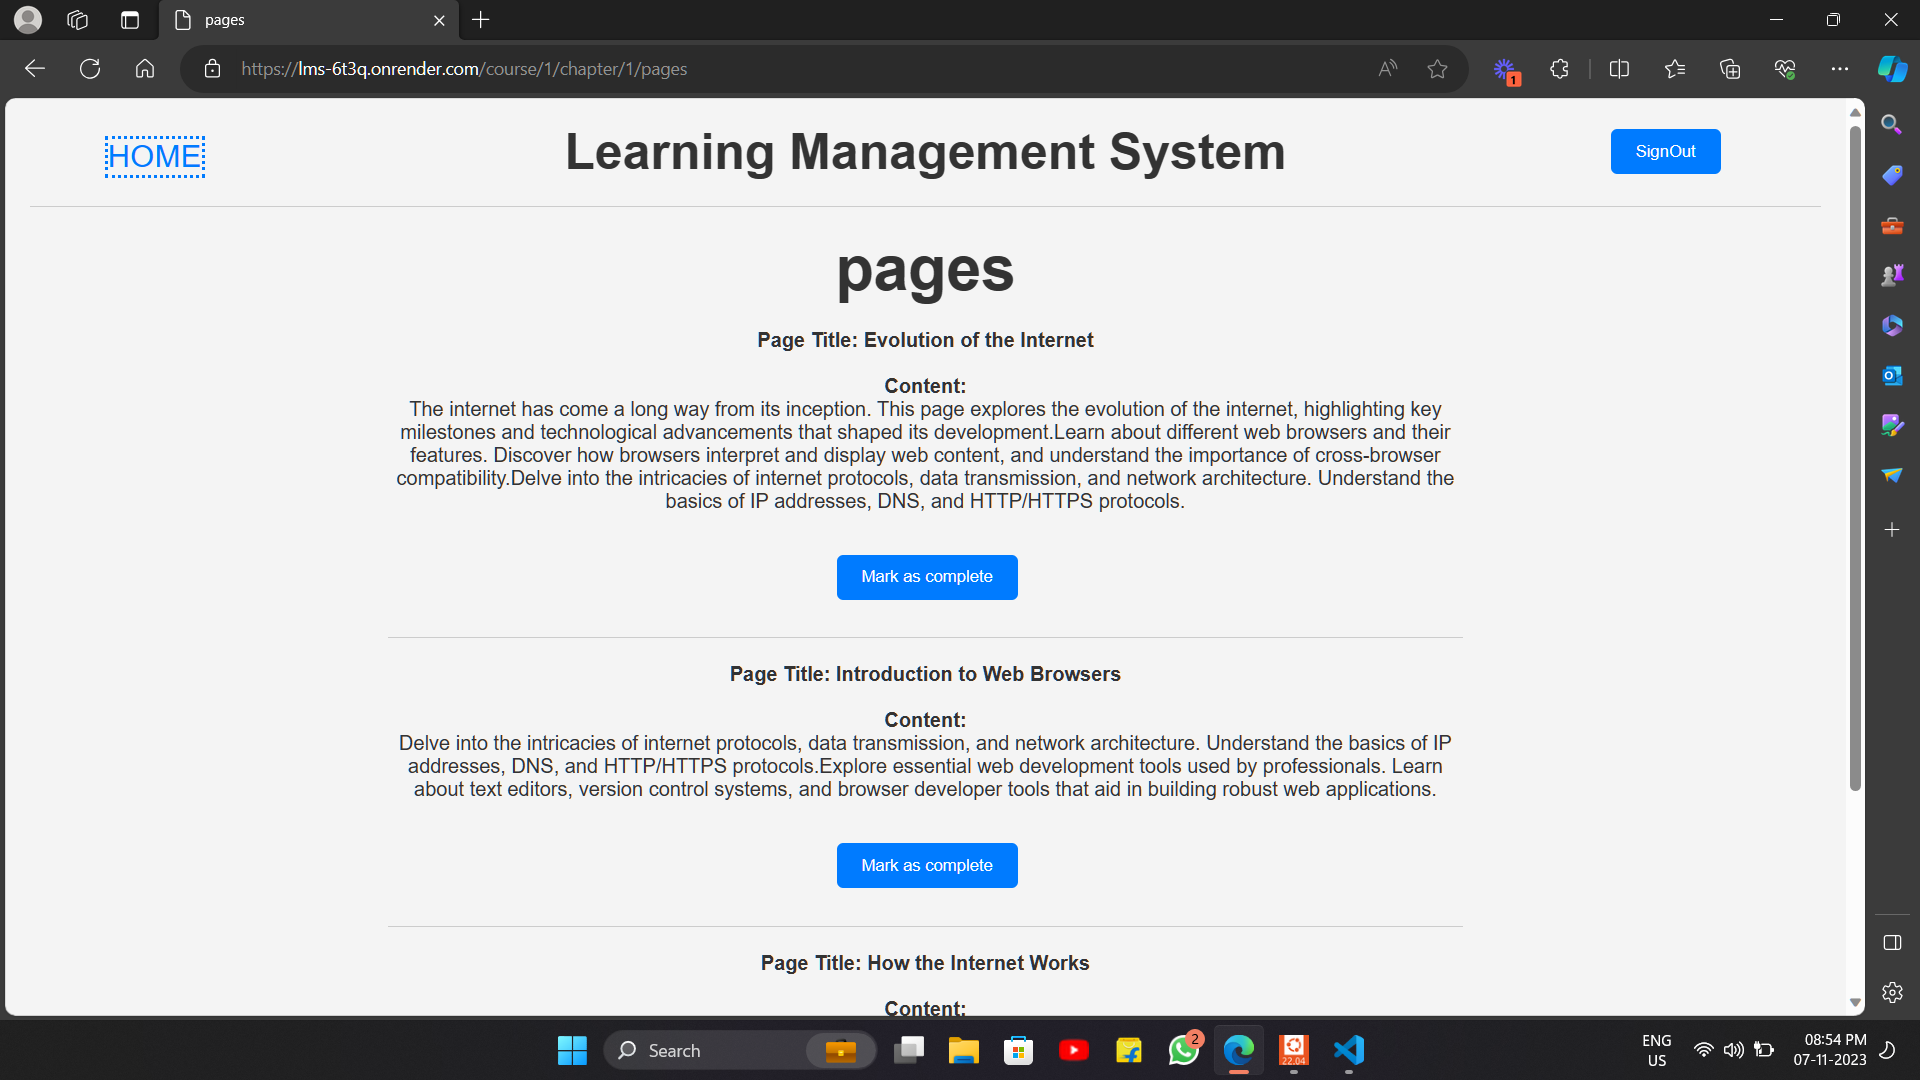 pages
https://lms-6t3q.onrender.com/course/1/chapter/1/pages
1
HOME
Learning Management System
SignOut
pages
Page Title: Evolution of the Internet
Content:
The internet has come a long way from its inception. This page explores the evolution of the internet, highlighting key
milestones and technological advancements that shaped its development.Learn about different web browsers and their
features. Discover how browsers interpret and display web content, and understand the importance of cross-browser
compatibility.Delve into the intricacies of internet protocols, data transmission, and network architecture. Understand the
basics of IP addresses, DNS, and HTTP/HTTPS protocols.
Mark as complete
Page Title: Introduction to Web Browsers
Content:
Delve into the intricacies of internet protocols, data transmission, and network architecture. Understand the basics of IP
addresses, DNS, and HTTP/HTTPS protocols.Explore essential web development tools used by professionals. Learn
about text editors, version control systems, and browser developer tools that aid in building robust web applications.
Mark as complete
Page Title: How the Internet Works
Content:
Search
2
22.04
ENG
US
08:54 PM
07-11-2023